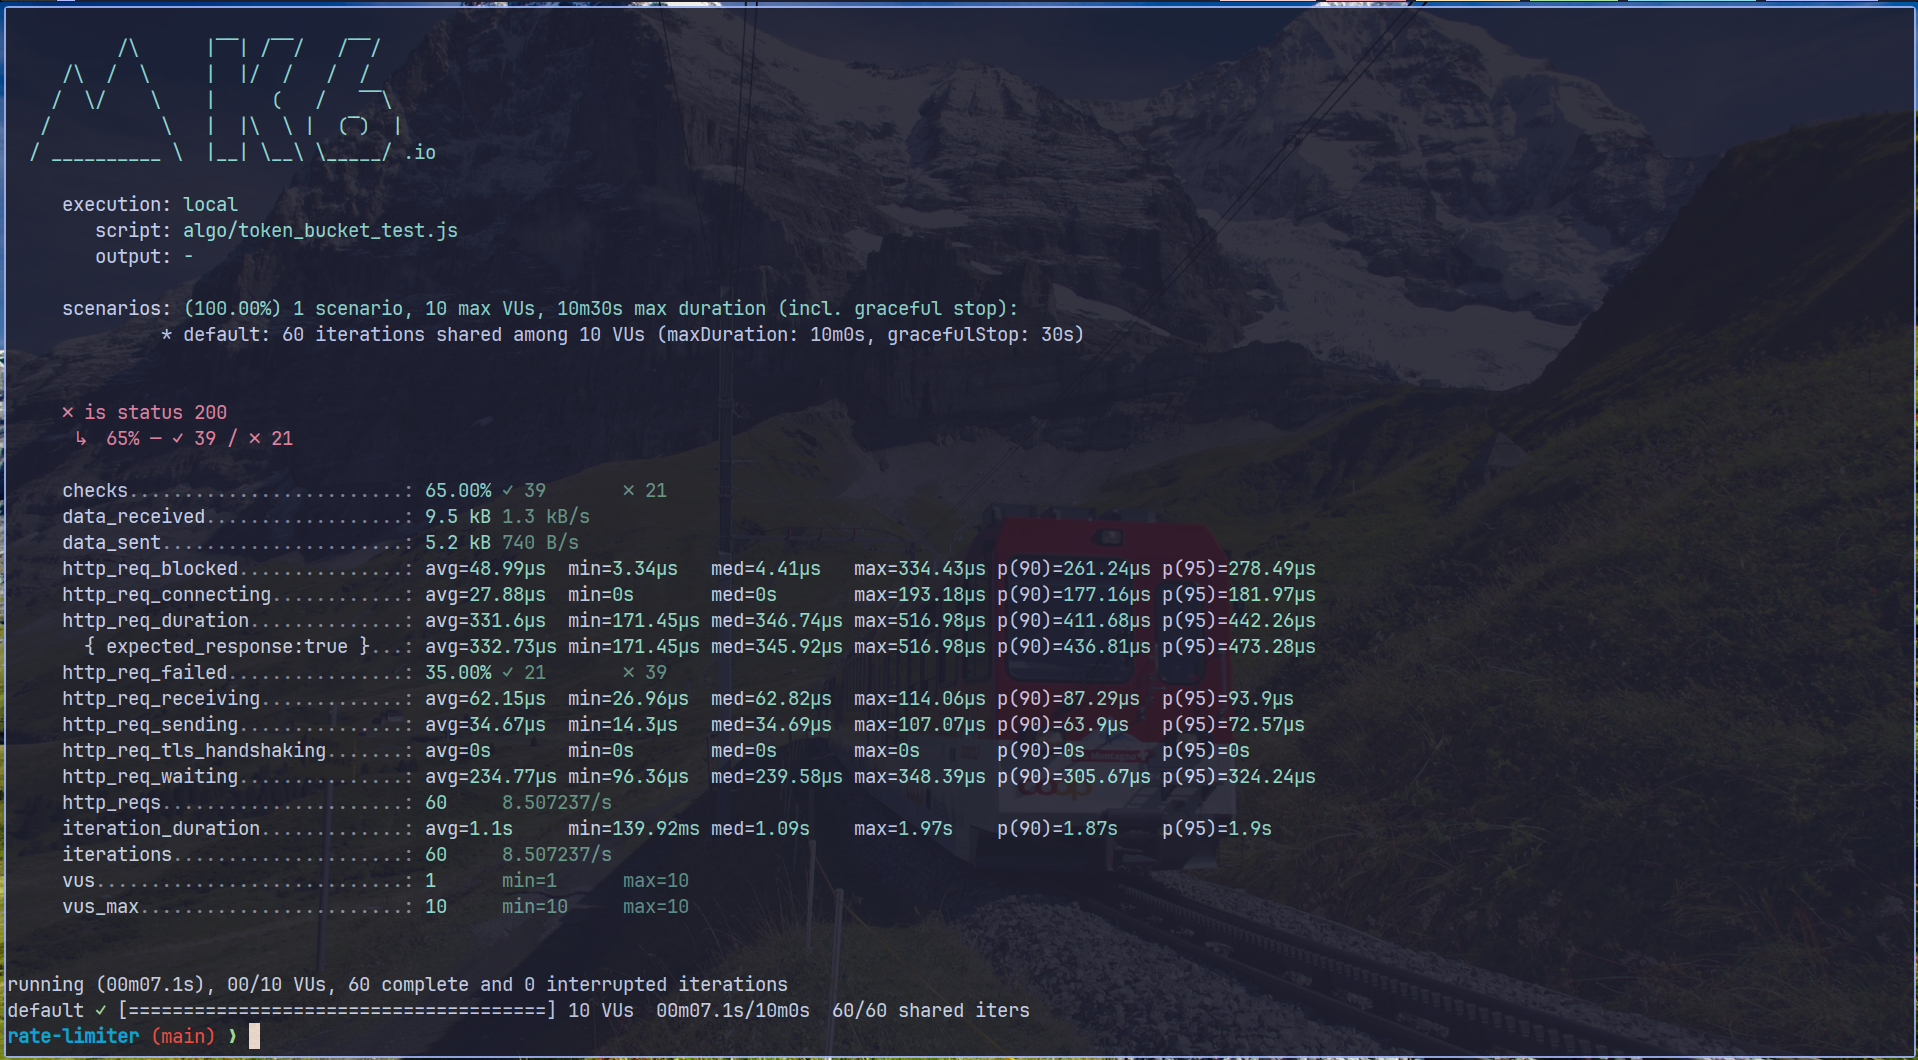 /\      |‾‾| /‾‾/   /‾‾/
/\  /  \     |  |/  /   /  /
/  \/    \    |     (   /   ‾‾\
/          \   |  |\  \ |  (‾)  |
/ __________ \  |__| \__\ \_____/ .io
execution: local
script: algo/token_bucket_test.js
output: -
scenarios: (100.00%) 1 scenario, 10 max VUs, 10m30s max duration (incl. graceful stop):
* default: 60 iterations shared among 10 VUs (maxDuration: 10m0s, gracefulStop: 30s)
✗ is status 200
↳  65% — ✓ 39 / ✗ 21
checks.........................: 65.00% ✓ 39       ✗ 21
data_received..................: 9.5 kB 1.3 kB/s
data_sent......................: 5.2 kB 740 B/s
http_req_blocked...............: avg=48.99µs  min=3.34µs   med=4.41µs   max=334.43µs p(90)=261.24µs p(95)=278.49µs
http_req_connecting............: avg=27.88µs  min=0s       med=0s       max=193.18µs p(90)=177.16µs p(95)=181.97µs
http_req_duration..............: avg=331.6µs  min=171.45µs med=346.74µs max=516.98µs p(90)=411.68µs p(95)=442.26µs
{ expected_response:true }...: avg=332.73µs min=171.45µs med=345.92µs max=516.98µs p(90)=436.81µs p(95)=473.28µs
http_req_failed................: 35.00% ✓ 21       ✗ 39
http_req_receiving.............: avg=62.15µs  min=26.96µs  med=62.82µs  max=114.06µs p(90)=87.29µs  p(95)=93.9µs
http_req_sending...............: avg=34.67µs  min=14.3µs   med=34.69µs  max=107.07µs p(90)=63.9µs   p(95)=72.57µs
http_req_tls_handshaking.......: avg=0s       min=0s       med=0s       max=0s       p(90)=0s       p(95)=0s
http_req_waiting...............: avg=234.77µs min=96.36µs  med=239.58µs max=348.39µs p(90)=305.67µs p(95)=324.24µs
http_reqs......................: 60     8.507237/s
iteration_duration.............: avg=1.1s     min=139.92ms med=1.09s    max=1.97s    p(90)=1.87s    p(95)=1.9s
iterations.....................: 60     8.507237/s
vus............................: 1      min=1      max=10
vus_max........................: 10     min=10     max=10
running (00m07.1s), 00/10 VUs, 60 complete and 0 interrupted iterations
default ✓ [======================================] 10 VUs  00m07.1s/10m0s  60/60 shared iters
rate-limiter (main) ❯